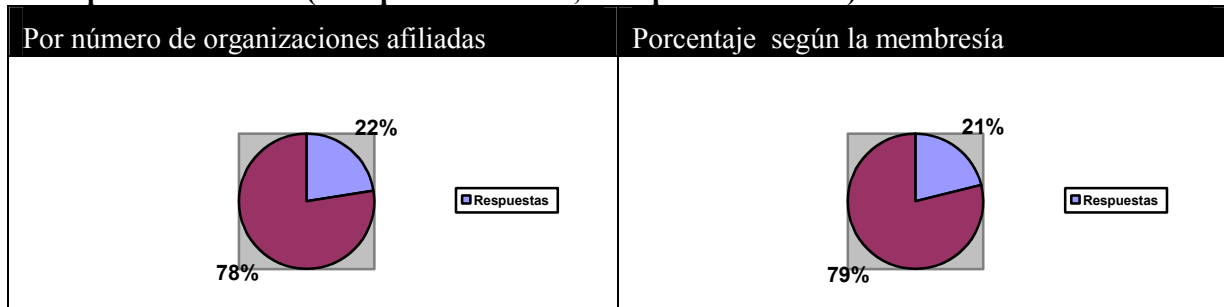 Por número de organizaciones afiliadas
Porcentaje según la membresía
22%
Respuestas
78%
21%
Respuestas
79%